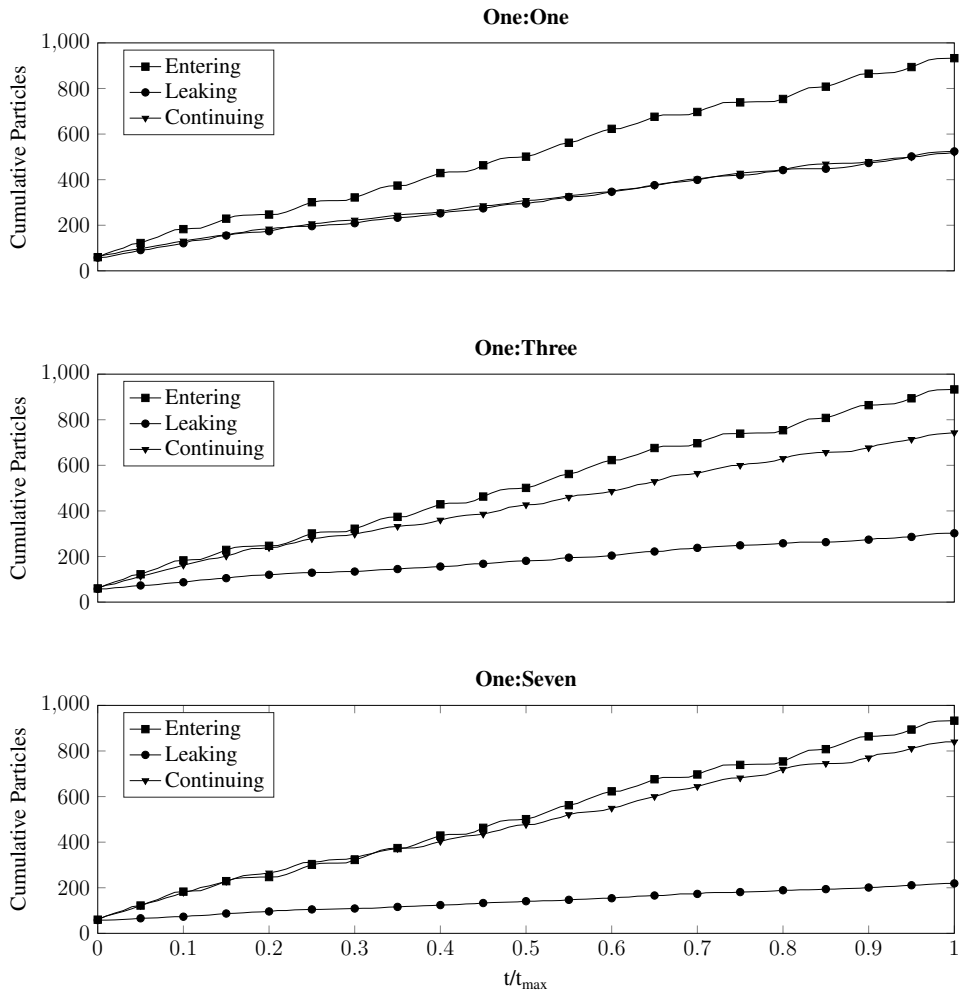 One:One
1,000
800
600
400
200
0
Cumulative Particles
Entering
Leaking
Continuing
One:Three
1,000
800
600
400
200
0
Cumulative Particles
Entering
Leaking
Continuing
One:Seven
1,000
800
600
400
200
0
Cumulative Particles
Entering
Leaking
Continuing
0 0.1 0.2 0.3 0.4 0.5 0.6 0.7 0.8 0.9 1
t/tmax